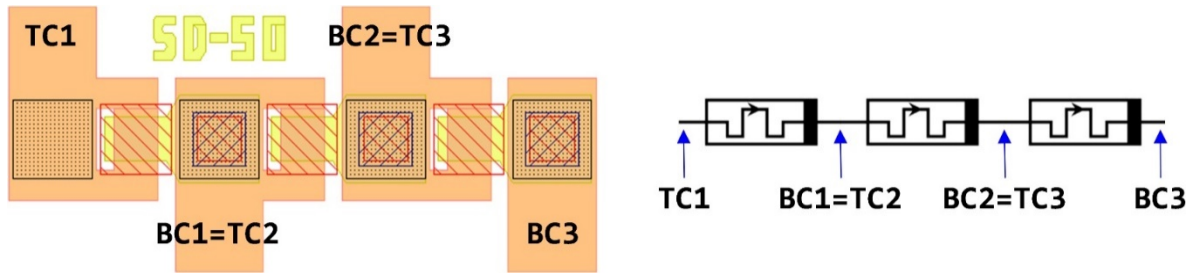 TC1
SD-50
BC2=TC3
BC1=TC2
BC3
TC1
BC1=TC2
BC2=TC3
BC3